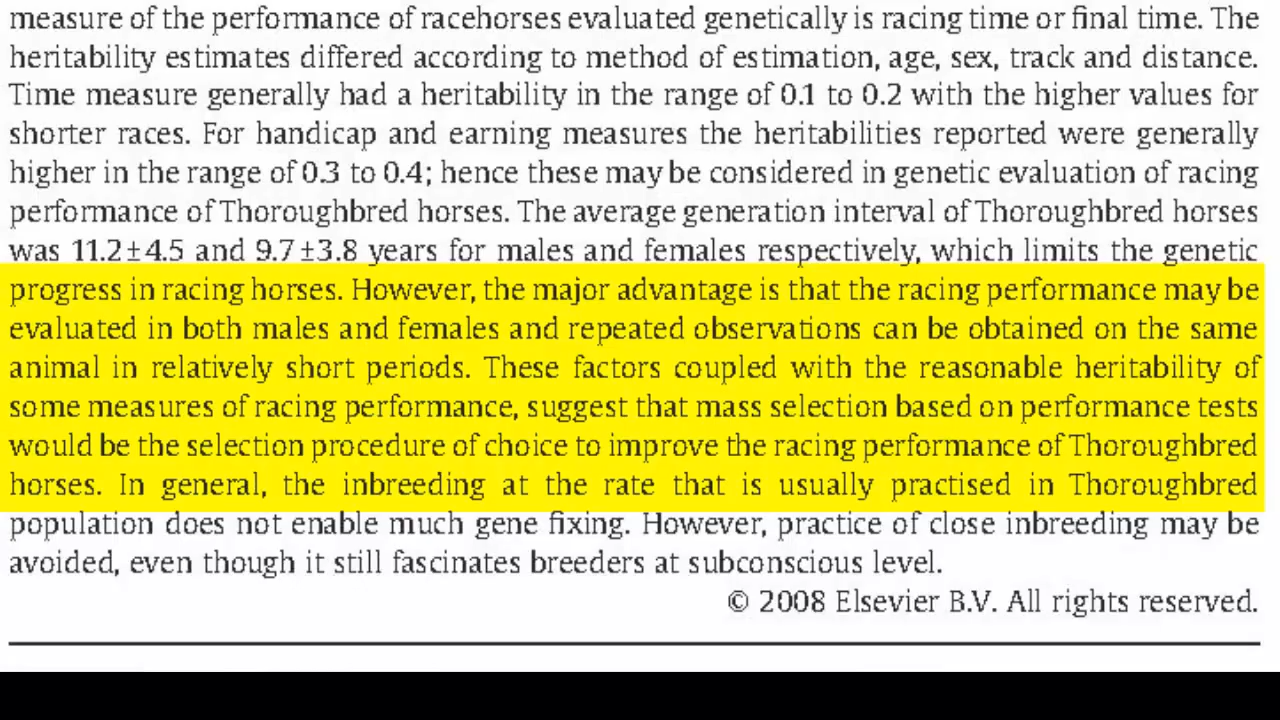 measure of the performance of racehorses evaluated genetically is racing time or final time. The
heritability estimates differed according to method of estimation, age, sex, track and distance.
Time measure generally had a heritability in the range of 0.1 to 0.2 with the higher values for
shorter races. For handicap and earning measures the heritabilities reported were generally
higher in the range of 0.3 to 0.4; hence these may be considered in genetic evaluation of racing
performance of Thoroughbred horses. The average generation interval of Thoroughbred horses
was 11.2±4.5 and 9.7±3.8 years for males and females respectively, which limits the genetic
progress in racing horses. However, the major advantage is that the racing performance may be
evaluated in both males and females and repeated observations can be obtained on the same
animal in relatively short periods. These factors coupled with the reasonable heritability of
some measures of racing performance, suggest that mass selection based on performance tests
would be the selection procedure of choice to improve the racing performance of Thoroughbred
horses. In general, the inbreeding at the rate that is usually practised in Thoroughbred
population does not enable much gene fixing. However, practice of close inbreeding may be
avoided, even though it still fascinates breeders at subconscious level.
© 2008 Elsevier B.V. All rights reserved.